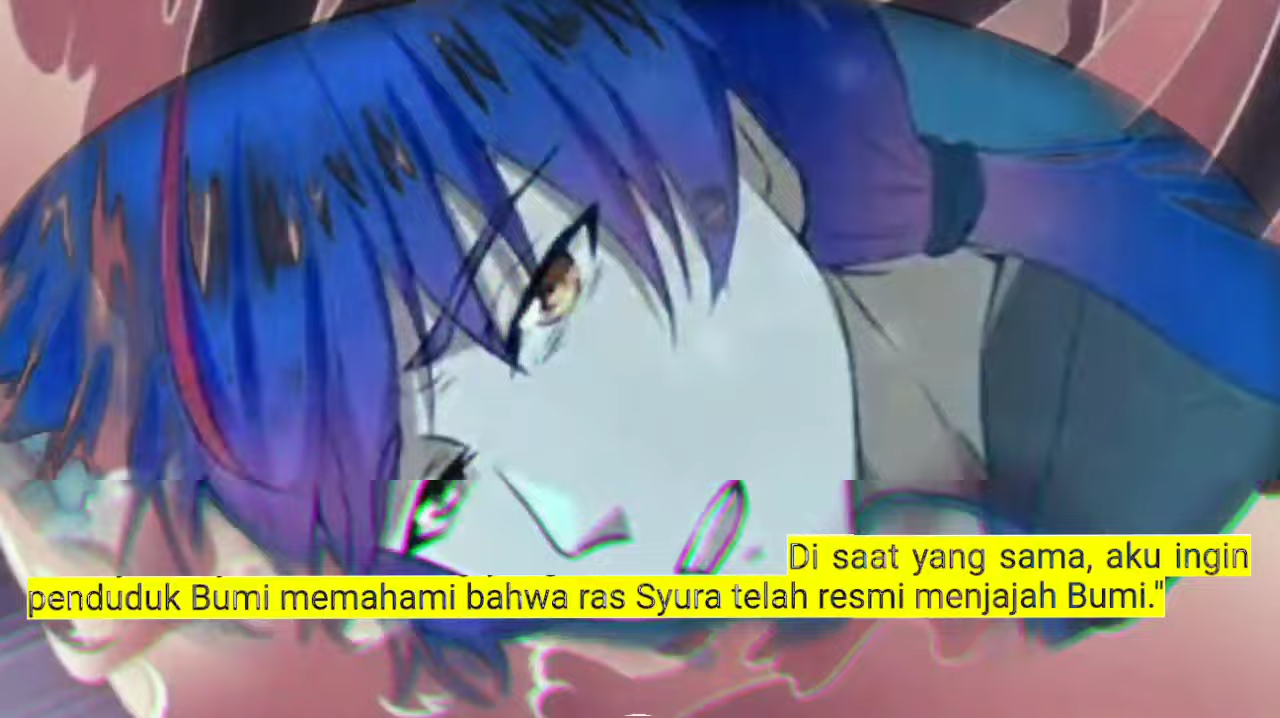 Di saat yang sama, aku ingin
penduduk Bumi memahami bahwa ras Syura telah resmi menjajah Bumi."